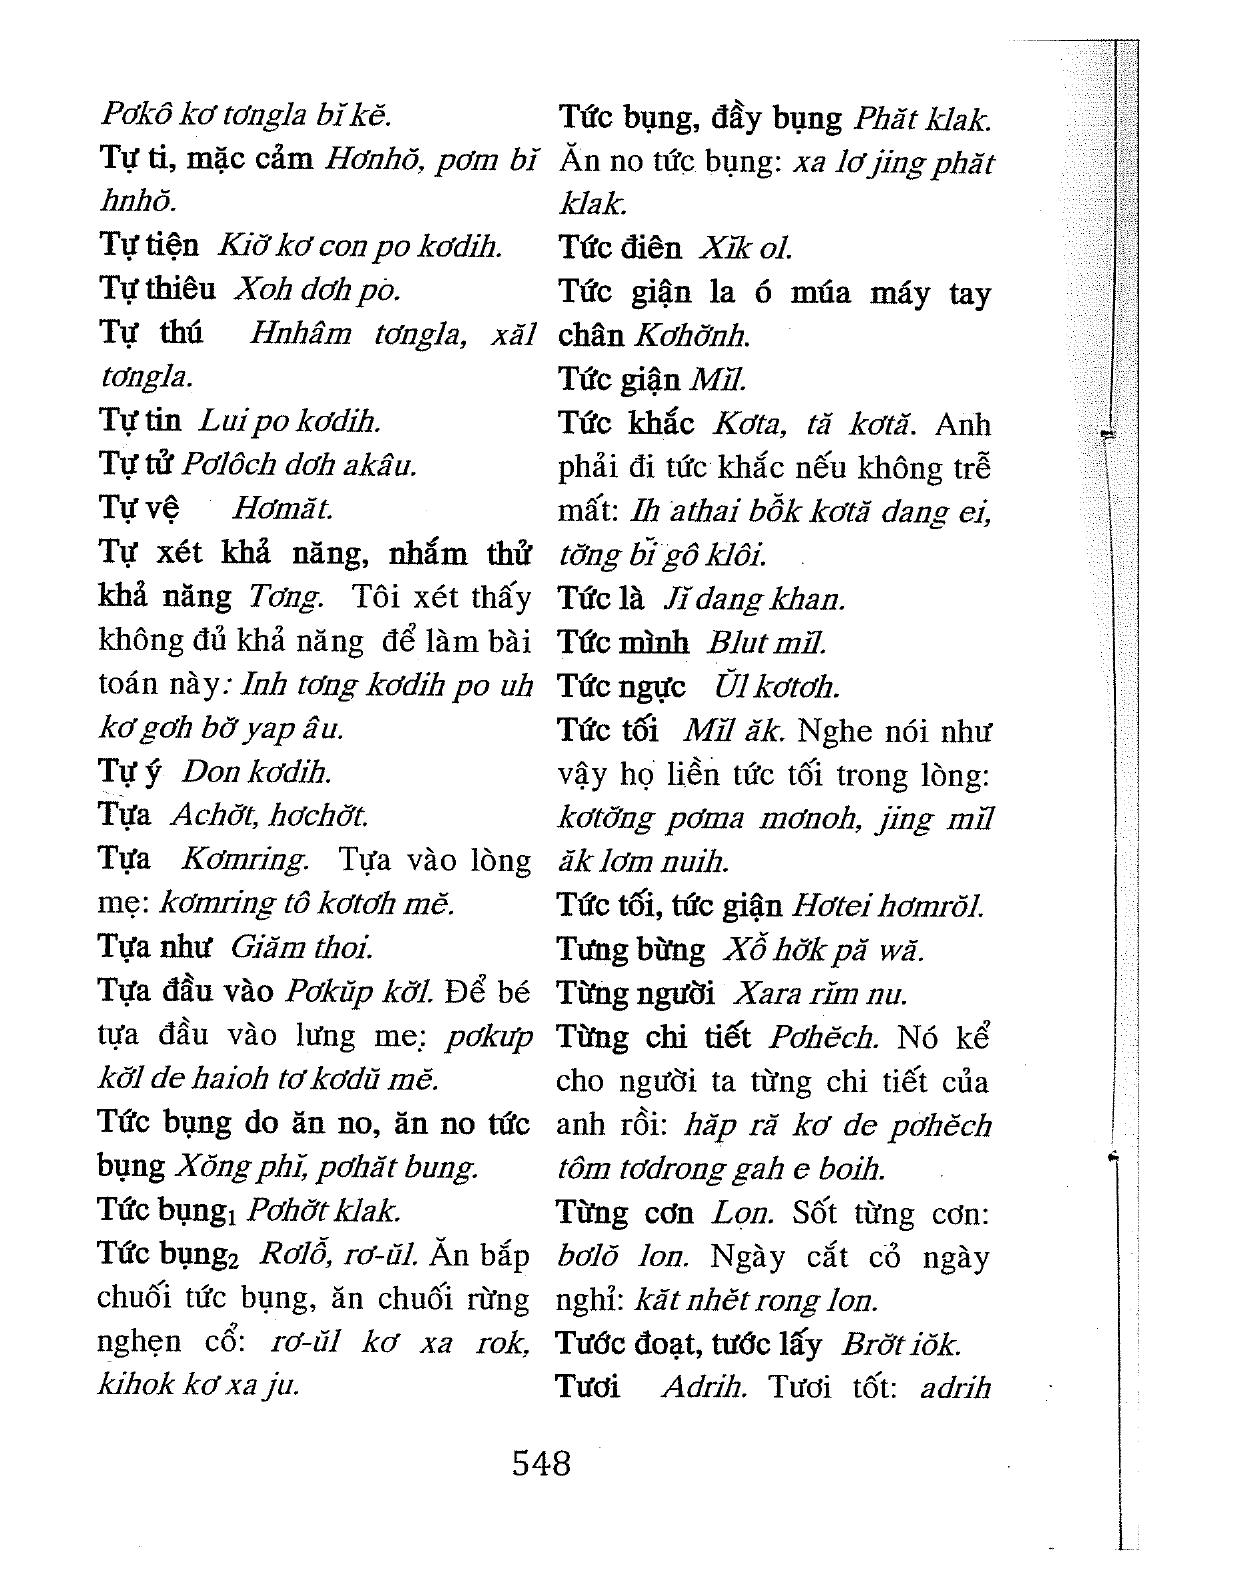 Pơkô kơ tơngla bĭ kĕ.
Tự ti, mặc cảm Hơnhŏ, pơm bĭ
hnhŏ.
Tự tiện Kiơ̆ kơ con po kơdih.
Tự thiêu Xoh dơh pò.
Tự thú Hnhâm tơngla, xăl
tơngla.
Tự tin Lui po kơdih.
Tự tử Pơlôch dơh akâu.
Tự vệ Hơmăt.
Tự xét khả năng, nhắm thử
khả năng Tơng. Tôi xét thấy
không đủ khả năng để làm bài
toán này: Inh tơng kơdih po uh
kơ gơh bơ̆ yap âu.
Tự ý Don kơdih.
Tựa Achơ̆t, hơchơ̆t.
Tựa Kơmring. Tựa vào lòng
mẹ: kơmring tô kơtơh mĕ.
Tựa như Giăm thoi.
Tựa đầu vào Pơkŭp kơ̆l. Để bé
tựa đầu vào lưng mẹ: pơkưp
kơ̆l de haioh tơ kơdŭ mĕ.
Tức bụng do ăn no, ăn no tức
bụng Xŏng phĭ, pơhăt bung.
Tức bụng₁ Pơhơ̆t klak.
Tức bụng₂ Rơlô̆, rơ-ŭl. Ăn bắp
chuối tức bụng, ăn chuối rừng
nghẹn cổ: rơ-ŭl kơ xa rok,
kihok kơ xa ju.
Tức bụng, đầy bụng Phăt klak.
Ăn no tức bụng: xa lơ jing phăt
klak.
Tức điên Xĭk ol.
Tức giận la ó múa máy tay
chân Kơhơ̆nh.
Tức giận Mĭl.
Tức khắc Kơta, tă kơtă. Anh
phải đi tức khắc nếu không trễ
mất: Ih athai bô̆k kơtă dang ei,
tơ̆ng bĭ gô klôi.
Tức là Jĭ dang khan.
Tức mình Blut mĭl.
Tức ngực Ŭl kơtơh.
Tức tối Mĭl ăk. Nghe nói như
vậy họ liền tức tối trong lòng:
kơtơ̆ng pơma mơnoh, jing mĭl
ăk lơm nuih.
Tức tối, tức giận Hơtei hơmrŏl.
Tưng bừng Xô̆ hơ̆k pă wă.
Từng người Xara rĭm nu.
Từng chi tiết Pơhĕch. Nó kể
cho người ta từng chi tiết của
anh rồi: hăp ră kơ de pơhĕch
tôm tơdrong gah e boih.
Từng cơn Lọn. Sốt từng cơn:
bơlŏ lon. Ngày cắt cỏ ngày
nghỉ: kăt nhĕt rong lon.
Tước đoạt, tước lấy Brơ̆t iŏk.
Tươi Adrih. Tươi tốt: adrih
548